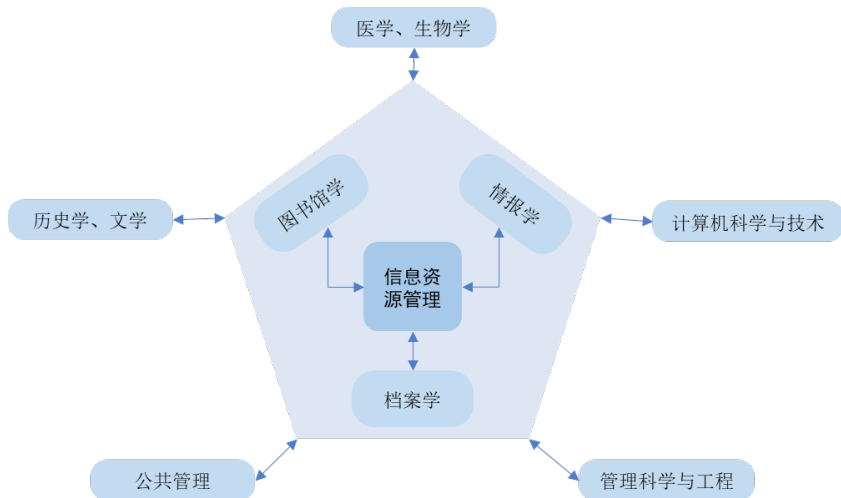 医学、生物学
图书馆学
情报学
历史学、文学
计算机科学与技术
信息资
源管理
档案学
公共管理
管理科学与工程